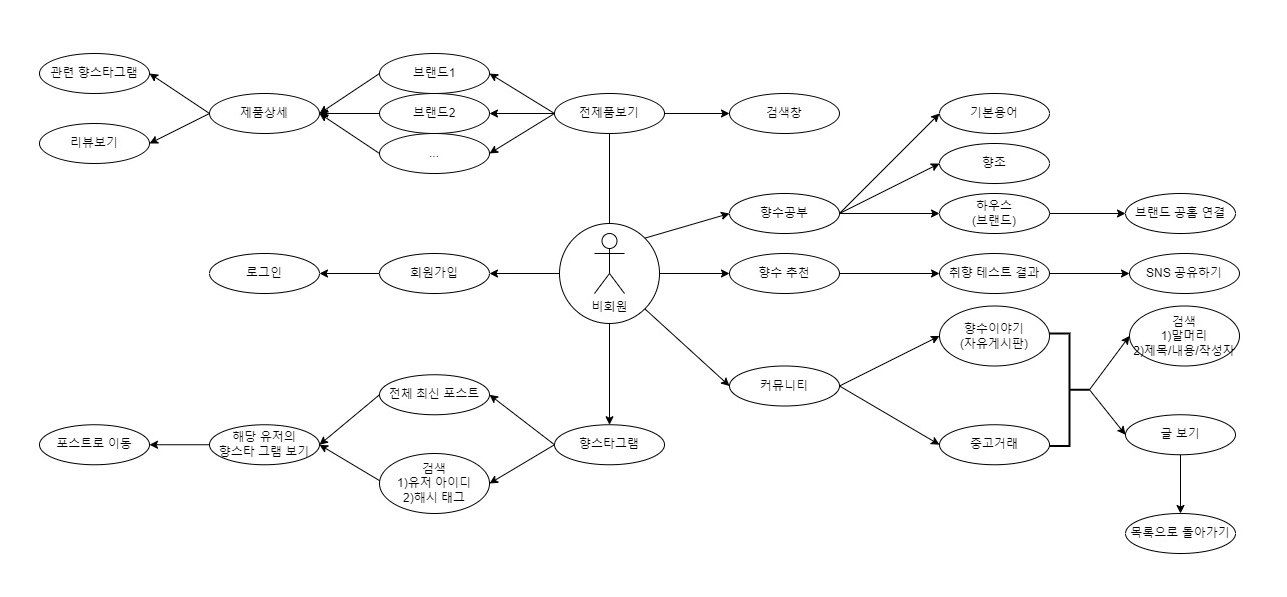 관련 향스타그램
리뷰보기
제품상세
브랜드1
브랜드2
...
전제품보기
검색창
기본용어
향조
향수공부
하우스
(브랜드)
브랜드 공홈 연결
로그인
회원가입
비회원
향수 추천
취향 테스트 결과
SNS 공유하기
향수이야기
(자유게시판)
검색
1)말머리
2)제목/내용/작성자
커뮤니티
중고거래
글 보기
목록으로 돌아가기
전체 최신 포스트
포스트로 이동
해당 유저의
향스타 그램 보기
향스타그램
검색
1)유저 아이디
2)해시 태그